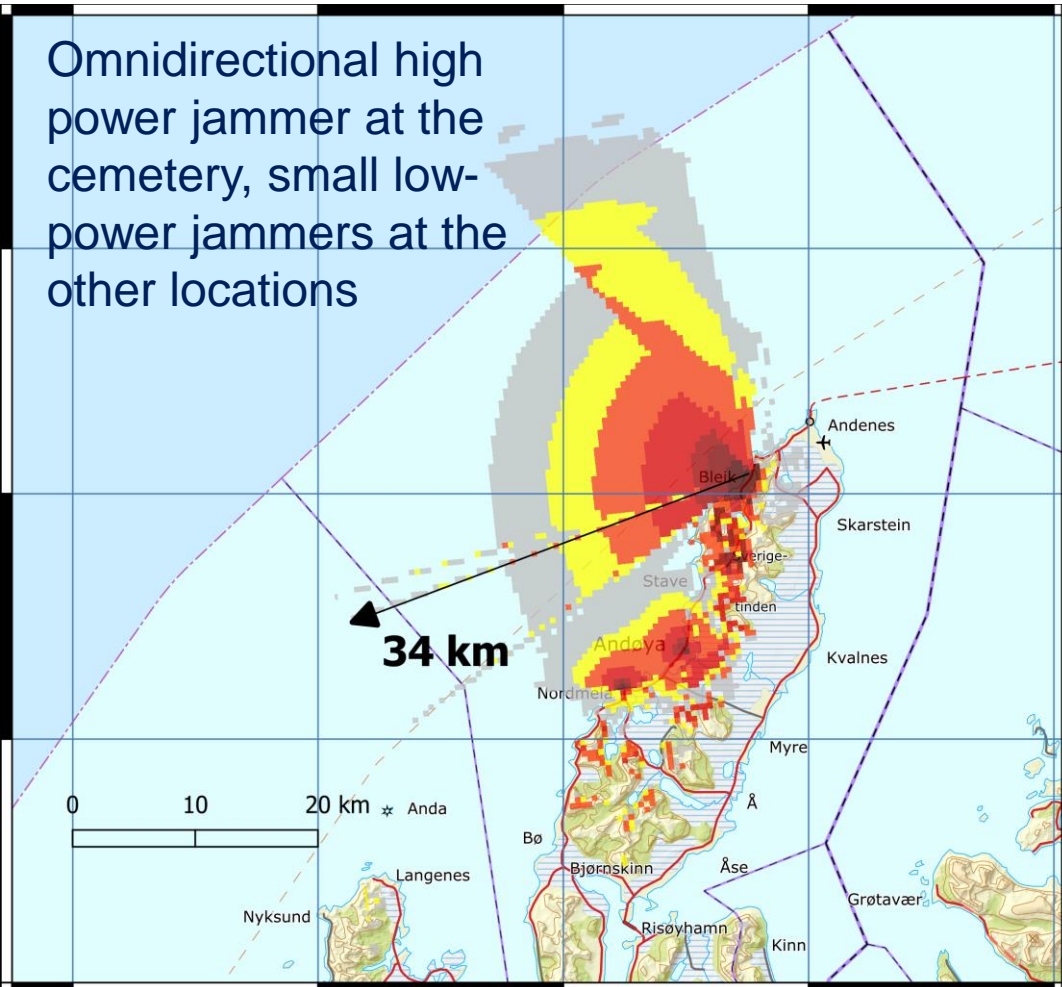 Omnidirectional high
power jammer at the
cemetery, small low-
power jammers at the
other locations
Andenes
Bleik
Skarstein
verige-
Stave
tinden
34 km
Andøya
Kvalnes
Nordmela
Myre
0 10 20 km
Anda
Å
Bø
Langenes
Bjørnskinn
Åse
Nyksund
Grøtavær
Risøyhamn
Kinn